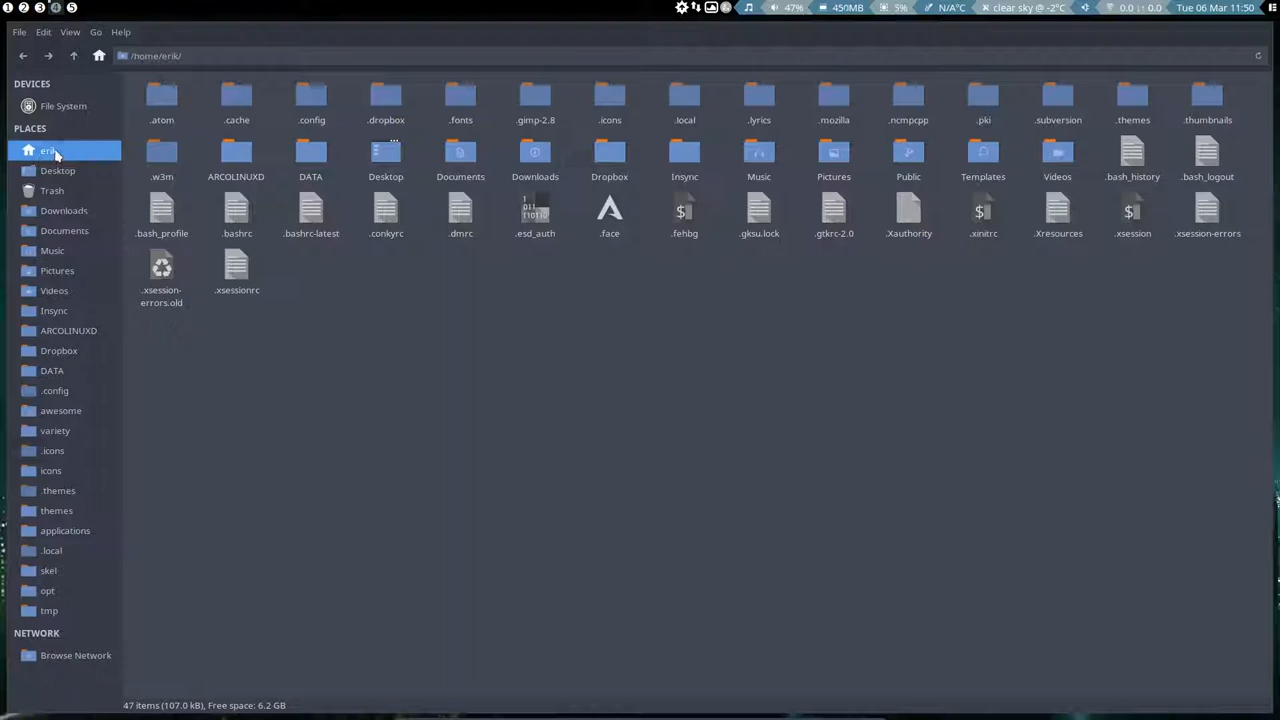 1 2 3 4 5
47% 450MB 5% N/A°C clear sky @ -2°C 0.0 ↓↑ 0.0 Tue 06 Mar 11:50
File Edit View Go Help
/home/erik/
DEVICES
File System
PLACES
erik
Desktop
Trash
Downloads
Documents
Music
Pictures
Videos
Insync
ARCOLINUXD
Dropbox
DATA
.config
awesome
variety
.icons
icons
.themes
themes
applications
.local
skel
opt
tmp
NETWORK
Browse Network
.atom .cache .config .dropbox .fonts .gimp-2.8 .icons .local .lyrics .mozilla .ncmpcpp .pki .subversion .themes .thumbnails
.w3m ARCOLINUXD DATA Desktop Documents Downloads Dropbox Insync Music Pictures Public Templates Videos .bash_history .bash_logout
.bash_profile .bashrc .bashrc-latest .conkyrc .dmrc .esd_auth .face .fehbg .gksu.lock .gtkrc-2.0 .Xauthority .xinitrc .Xresources .xsession .xsession-errors
.xsession-errors.old .xsessionrc
47 items (107.0 kB), Free space: 6.2 GB